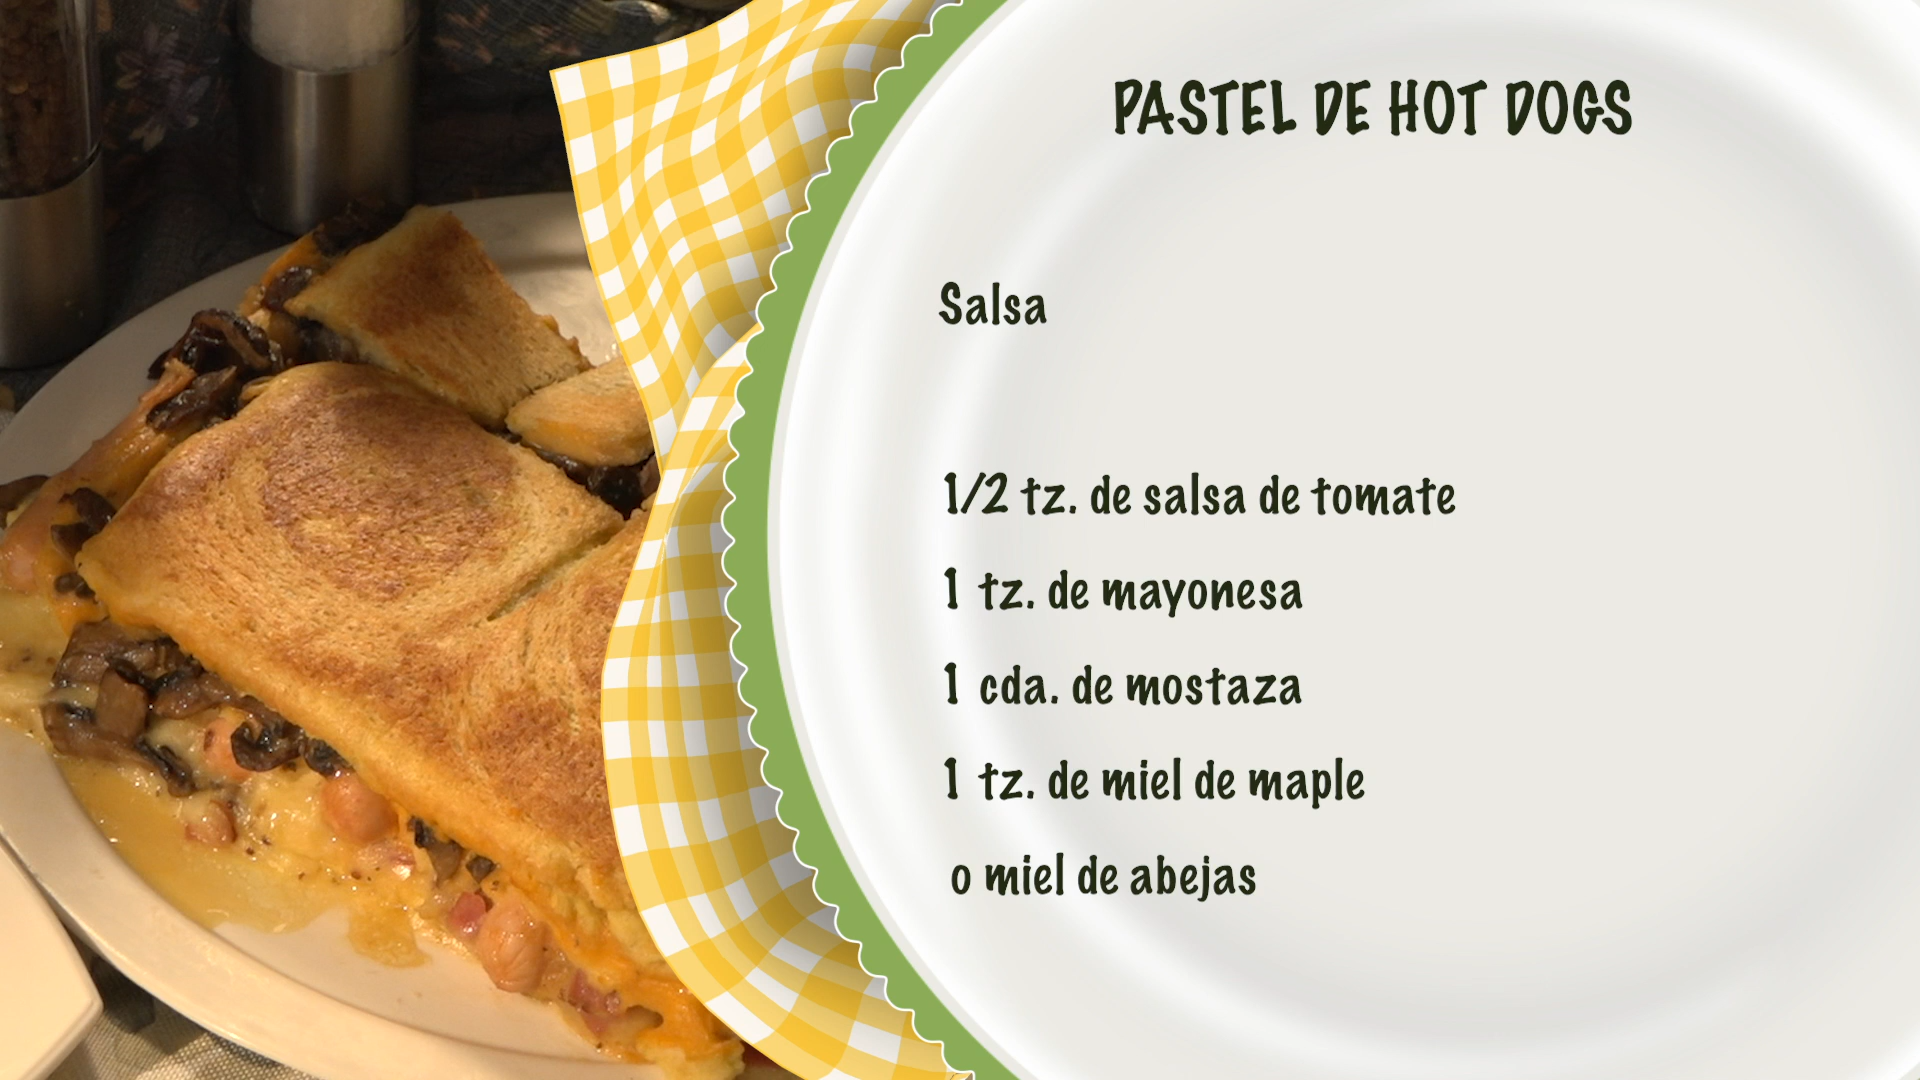 PASTEL DE HOT DOGS
Salsa
1/2 tz. de salsa de tomate
1 tz. de mayonesa
1 cda. de mostaza
1 tz. de miel de maple
o miel de abejas